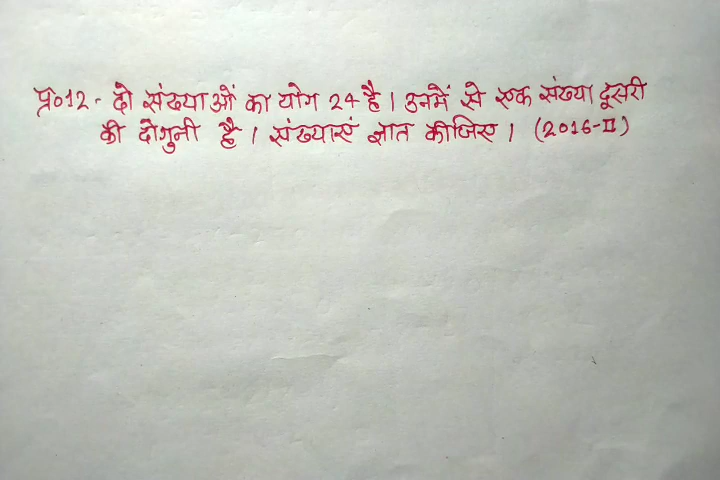 प्र०12- दो संख्याओं का योग 24 है। उनमें से एक संख्या दूसरी
की दोगुनी है। संख्याएं ज्ञात कीजिए। (2016-II)